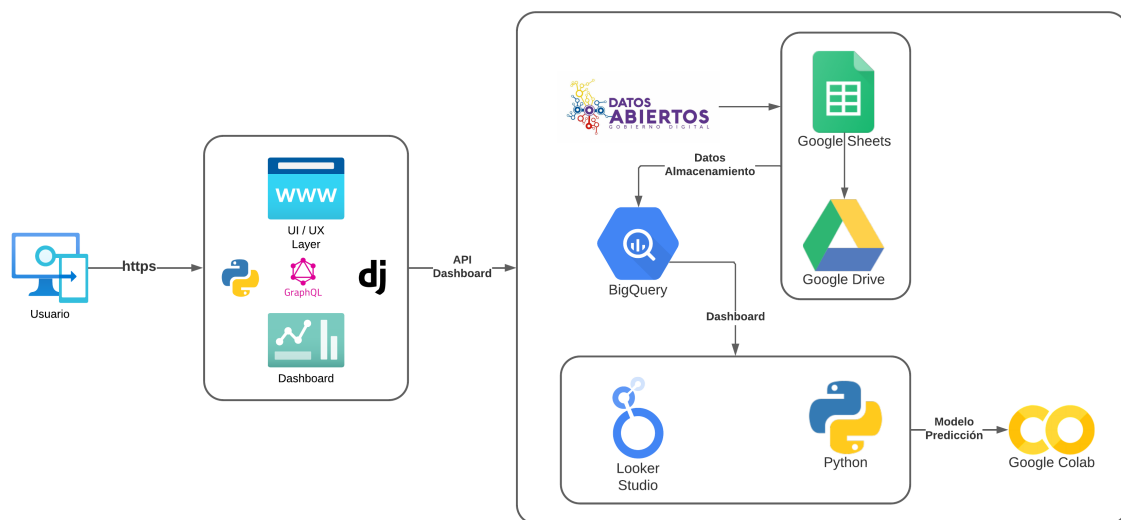 Usuario
https
WWW
UI / UX
Layer
GraphQL
dj
Dashboard
API
Dashboard
DATOS
ABIERTOS
GOBIERNO DIGITAL
Google Sheets
Datos
Almacenamiento
BigQuery
Google Drive
Dashboard
Looker
Studio
Python
Modelo
Predicción
Google Colab